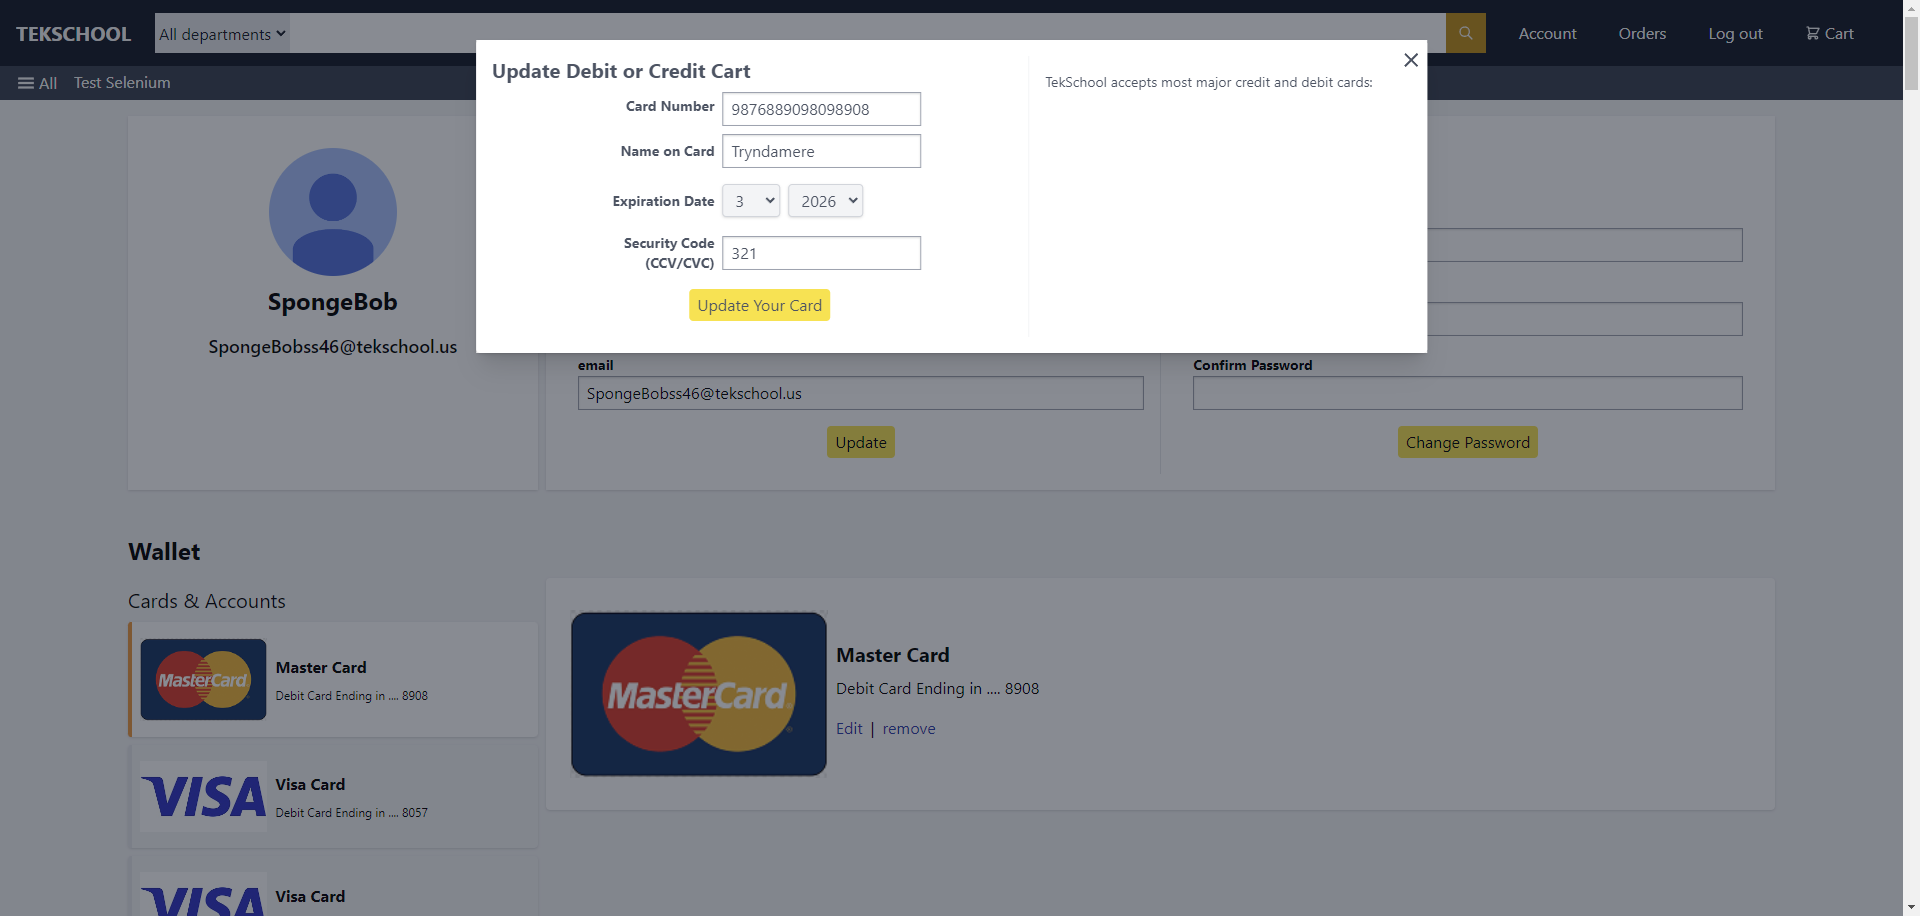 TEKSCHOOL
All departments
Account
Orders
Log out
Cart
All
Test Selenium
Update Debit or Credit Cart
Card Number
9876889098098908
Name on Card
Tryndamere
Expiration Date
3
2026
Security Code
(CCV/CVC)
321
Update Your Card
TekSchool accepts most major credit and debit cards:
SpongeBob
SpongeBobss46@tekschool.us
email
SpongeBobss46@tekschool.us
Update
Confirm Password
Change Password
Wallet
Cards & Accounts
MasterCard
Master Card
Debit Card Ending in .... 8908
VISA
Visa Card
Debit Card Ending in .... 8057
VISA
Visa Card
MasterCard
Master Card
Debit Card Ending in .... 8908
Edit | remove